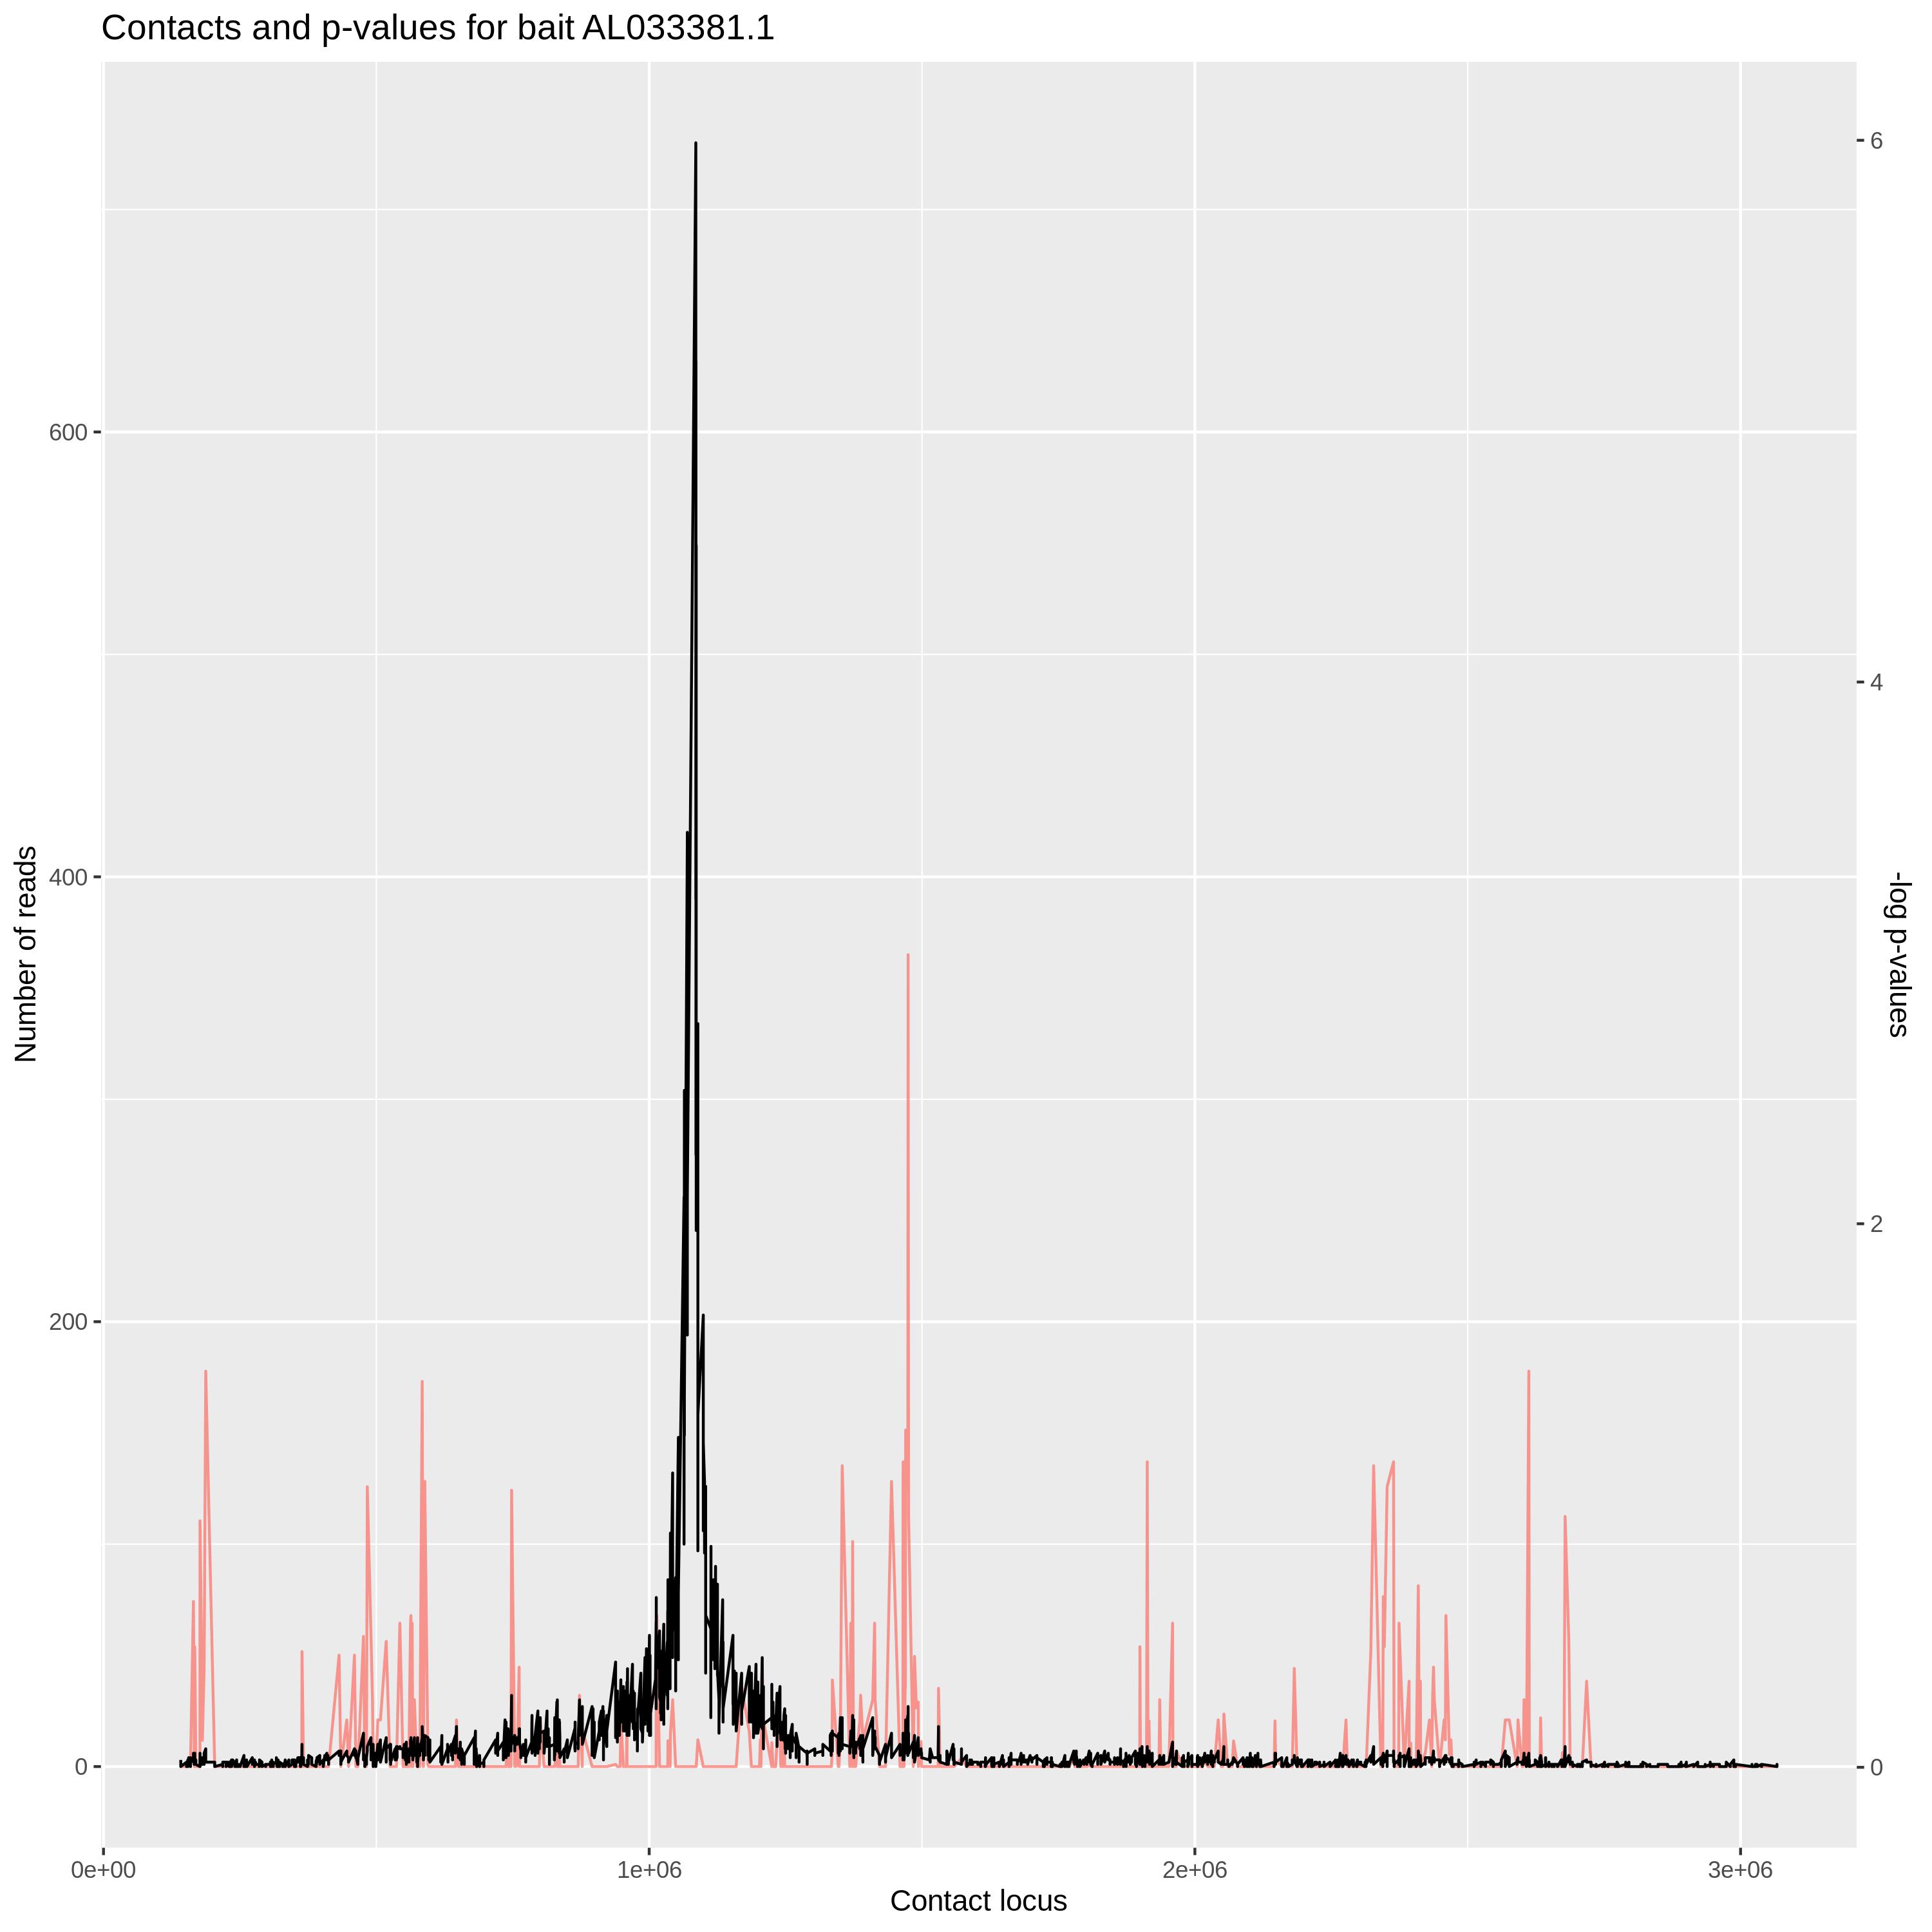 Contacts and p-values for bait AL033381.1
6
600
4
400
Number of reads
-log p-values
2
200
0
0
0e+00
1e+06
2e+06
3e+06
Contact locus